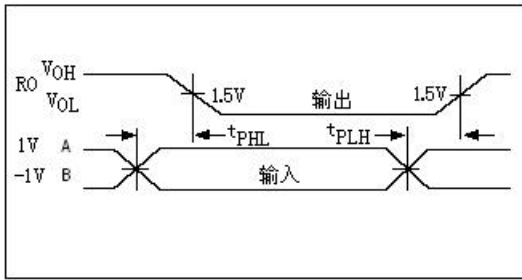 RO VOH
VOL
1.5V 输出 1.5V
tPHL tPLH
1V A
-1V B 输入